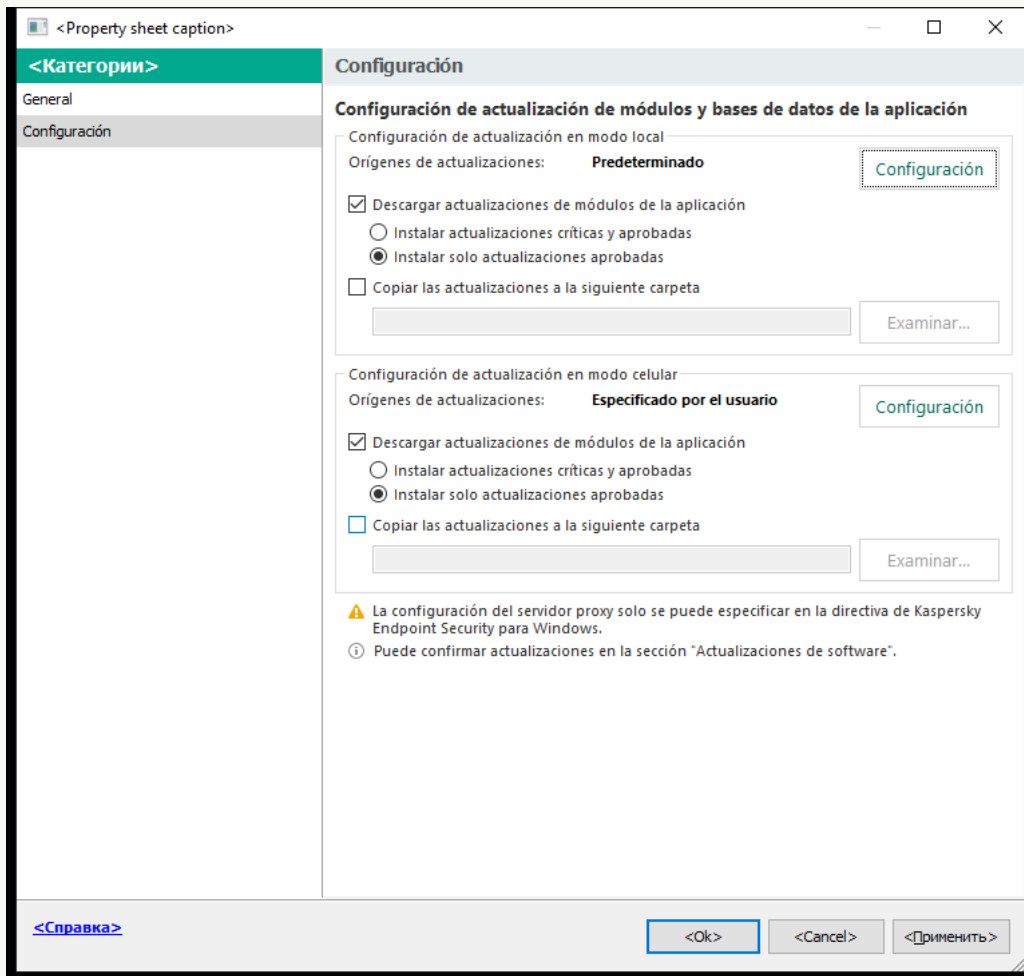 <Property sheet caption>
<Категории>
General
Configuración
Configuración
Configuración de actualización de módulos y bases de datos de la aplicación
Configuración de actualización en modo local
Orígenes de actualizaciones: Predeterminado
Configuración
Descargar actualizaciones de módulos de la aplicación
Instalar actualizaciones críticas y aprobadas
Instalar solo actualizaciones aprobadas
Copiar las actualizaciones a la siguiente carpeta
Examinar...
Configuración de actualización en modo celular
Orígenes de actualizaciones: Especificado por el usuario
Configuración
Descargar actualizaciones de módulos de la aplicación
Instalar actualizaciones críticas y aprobadas
Instalar solo actualizaciones aprobadas
Copiar las actualizaciones a la siguiente carpeta
Examinar...
La configuración del servidor proxy solo se puede especificar en la directiva de Kaspersky
Endpoint Security para Windows.
Puede confirmar actualizaciones en la sección "Actualizaciones de software".
<Справка>
<Ok> <Cancel> <Применить>